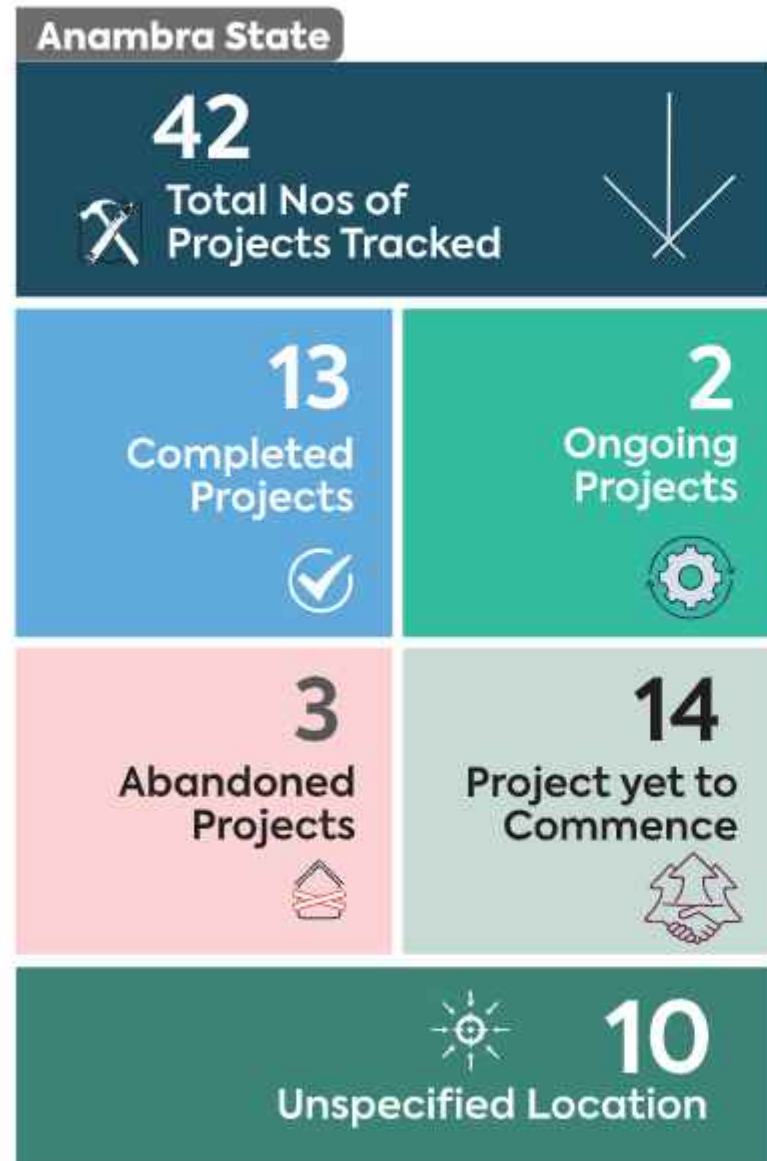 Anambra State
42
Total Nos of
Projects Tracked
13
Completed
Projects
2
Ongoing
Projects
3
Abandoned
Projects
14
Project yet to
Commence
10
Unspecified Location